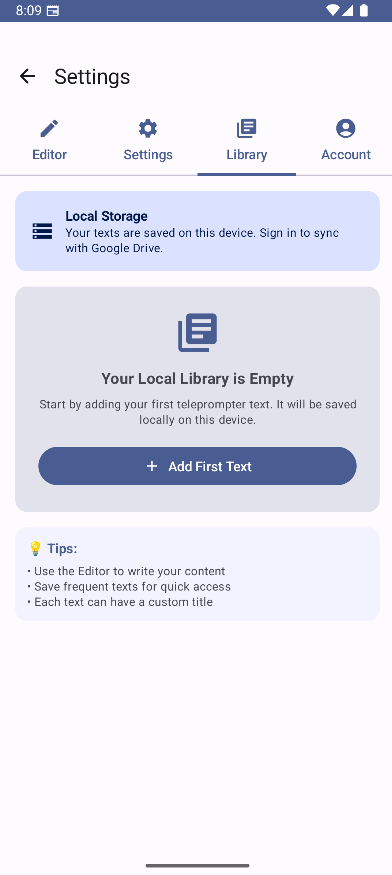 8:09
Settings
Editor
Settings
Library
Account
Local Storage
Your texts are saved on this device. Sign in to sync
with Google Drive.
Your Local Library is Empty
Start by adding your first teleprompter text. It will be saved
locally on this device.
+ Add First Text
💡 Tips:
• Use the Editor to write your content
• Save frequent texts for quick access
• Each text can have a custom title